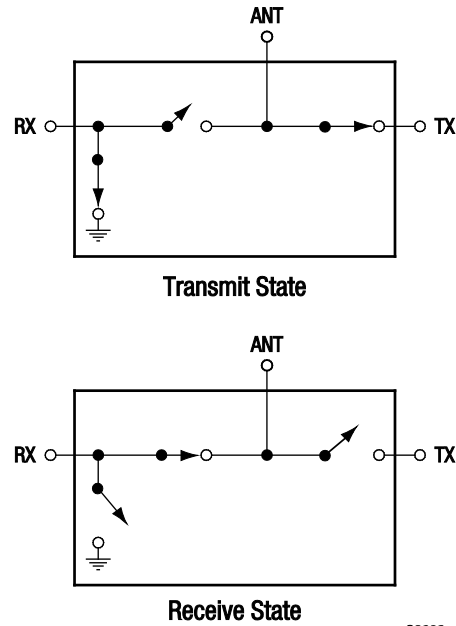 ANT
RX
TX
Transmit State
ANT
RX
TX
Receive State